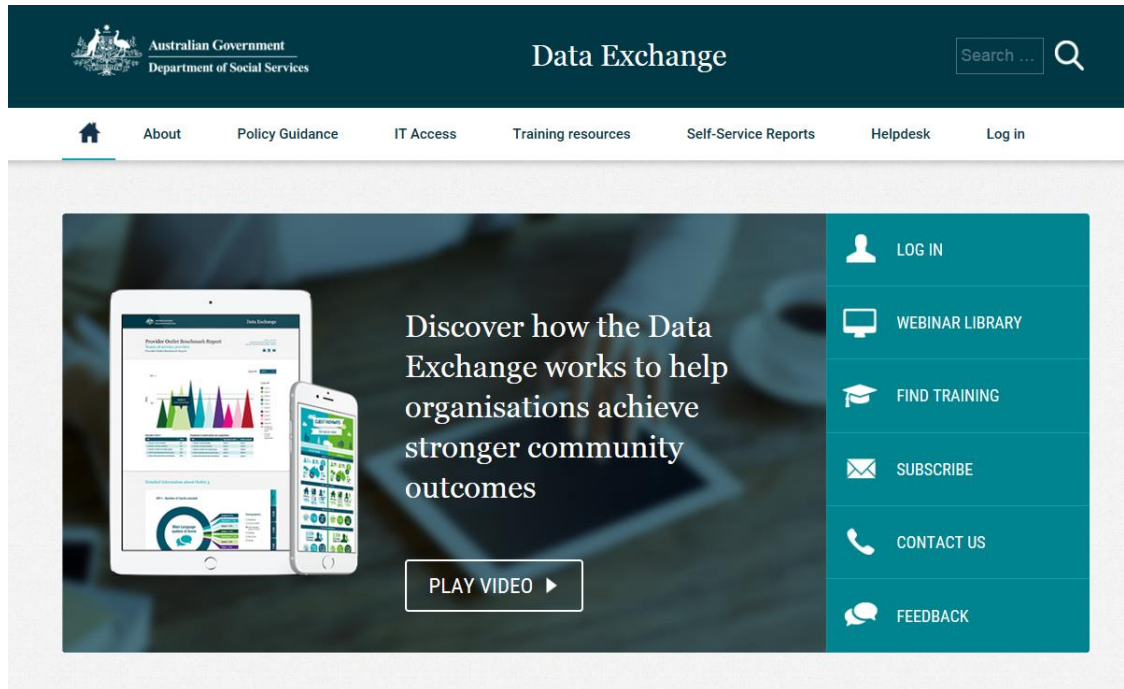 Australian Government
Department of Social Services
Data Exchange
Search ...
About
Policy Guidance
IT Access
Training resources
Self-Service Reports
Helpdesk
Log in
Data Exchange
Provider Outlet Benchmark Report
Discover how the Data
Exchange works to help
organisations achieve
stronger community
outcomes
PLAY VIDEO
LOG IN
WEBINAR LIBRARY
FIND TRAINING
SUBSCRIBE
CONTACT US
FEEDBACK